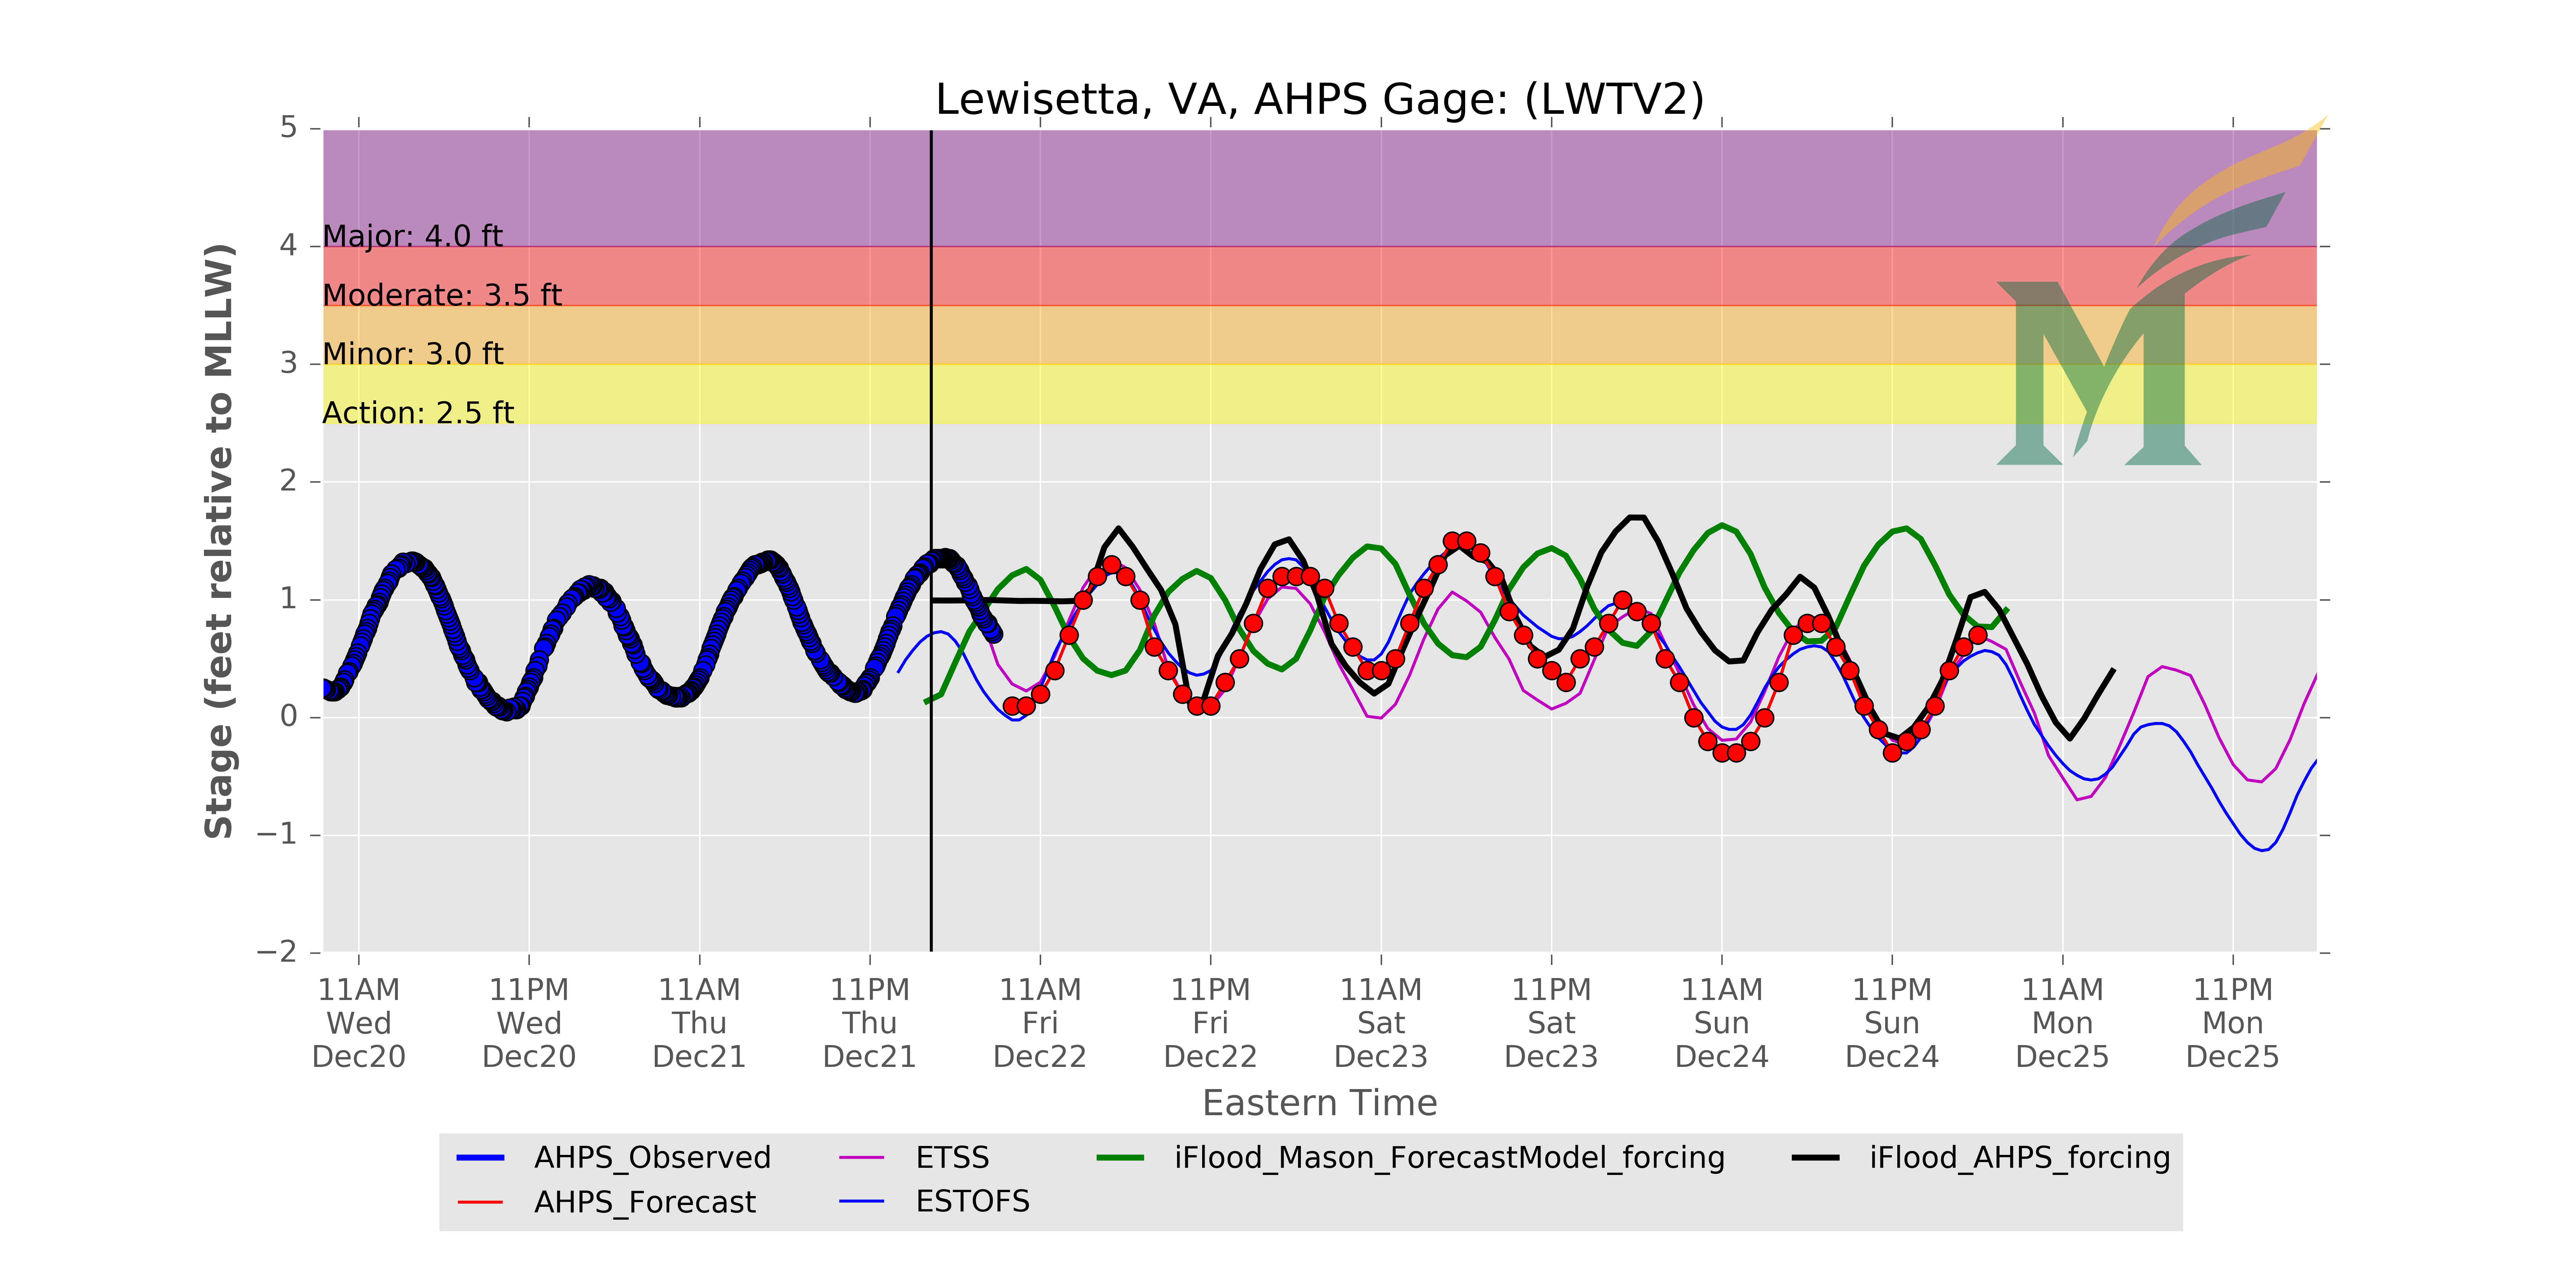 Lewisetta, VA, AHPS Gage: (LWTV2)
Stage (feet relative to MLLW)
5
4
3
2
1
0
−1
−2
Major: 4.0 ft
Moderate: 3.5 ft
Minor: 3.0 ft
Action: 2.5 ft
M
11AM 11PM 11AM 11PM 11AM 11PM 11AM 11PM 11AM 11PM 11AM 11PM
Wed Wed Thu Thu Fri Fri Sat Sat Sun Sun Mon Mon
Dec20 Dec20 Dec21 Dec21 Dec22 Dec22 Dec23 Dec23 Dec24 Dec24 Dec25 Dec25
Eastern Time
AHPS_Observed ETSS iFlood_Mason_ForecastModel_forcing iFlood_AHPS_forcing
AHPS_Forecast ESTOFS